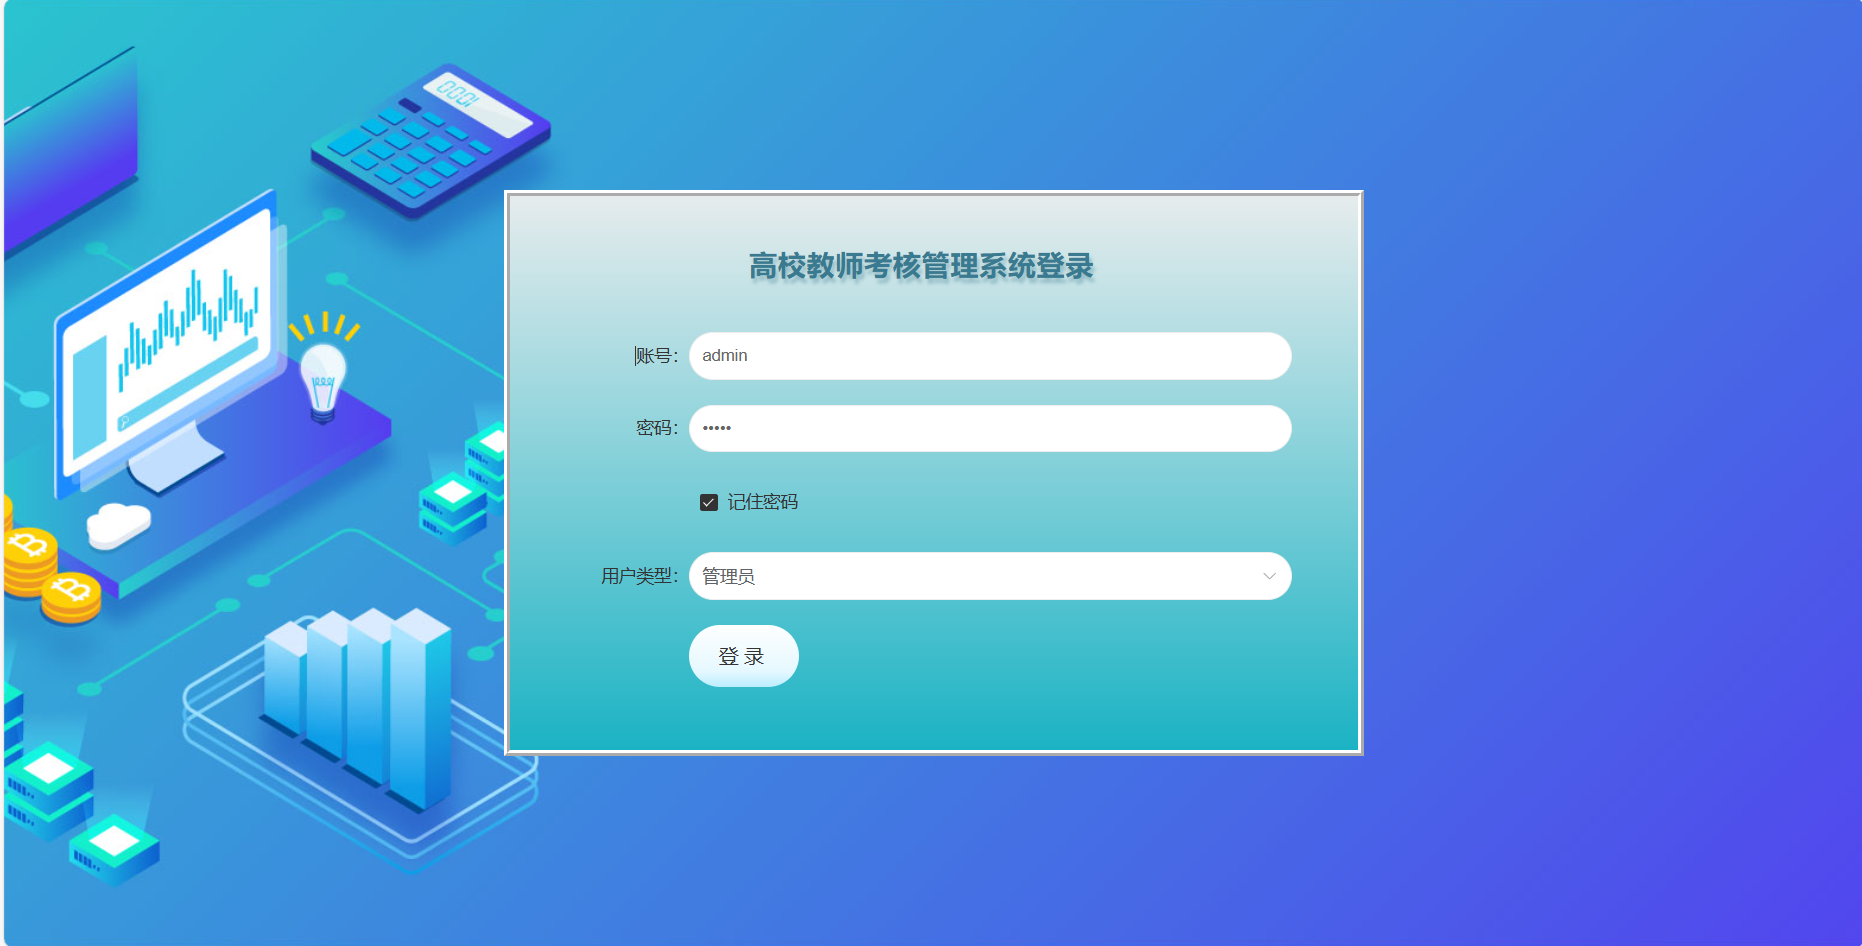 0001
高校教师考核管理系统登录
账号：
admin
密码：
•••••
记住密码
用户类型：
管理员
登 录